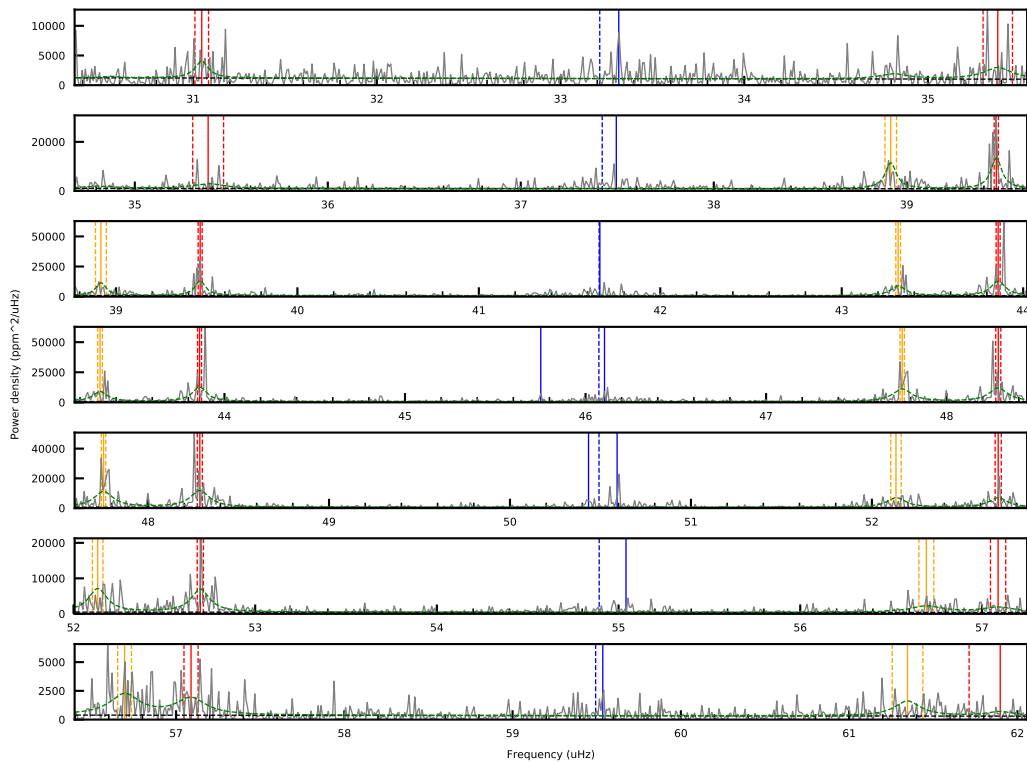 10000
5000
0
31 32 33 34 35
20000
0
35 36 37 38 39
50000
25000
0
39 40 41 42 43 44
50000
25000
0
44 45 46 47 48
Power density (ppm^2/uHz)
40000
20000
0
48 49 50 51 52
20000
10000
0
52 53 54 55 56 57
5000
2500
0
57 58 59 60 61 62
Frequency (uHz)